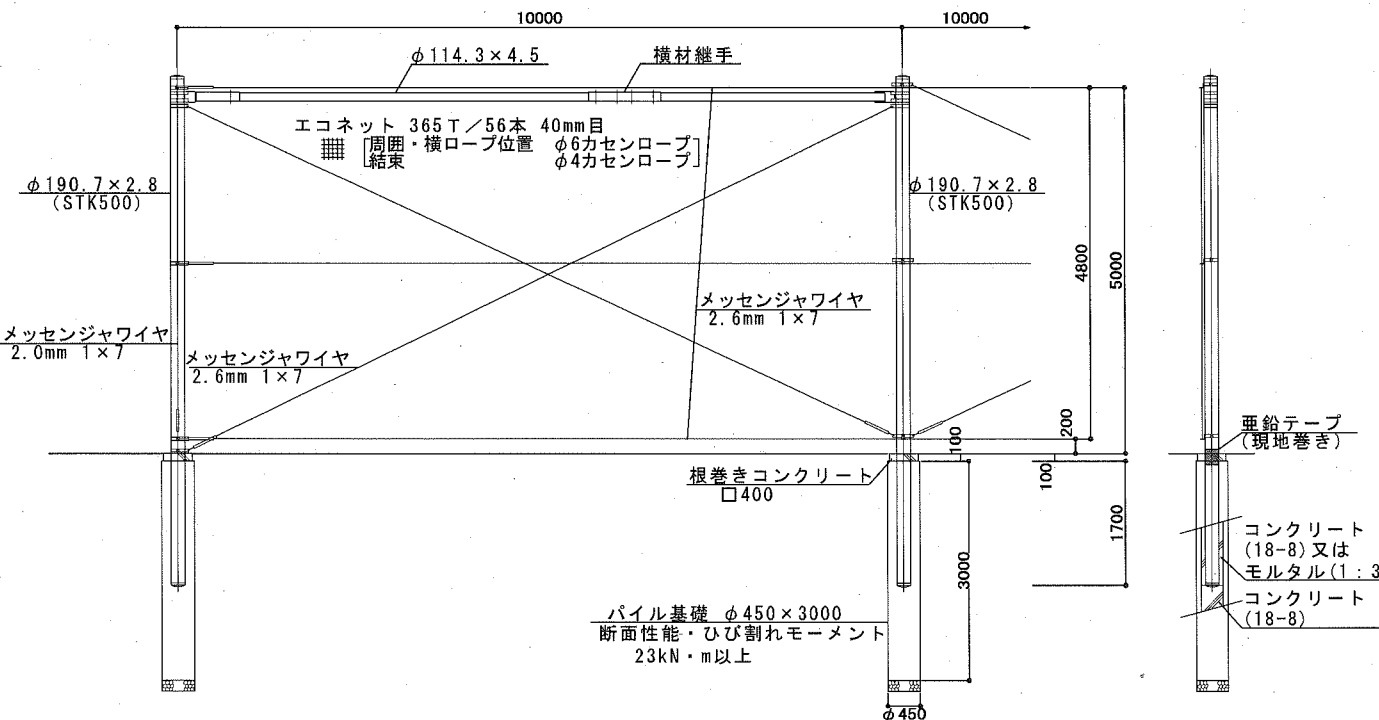 10000
10000
φ114.3×4.5
横材継手
エコネット 365T/56本 40mm目
周囲・横ロープ位置 φ6カセンロープ
結束 φ4カセンロープ
φ190.7×2.8
(STK500)
φ190.7×2.8
(STK500)
4800
5000
メッセンジャワイヤ
2.6mm 1×7
メッセンジャワイヤ
2.0mm 1×7
メッセンジャワイヤ
2.6mm 1×7
200
100
亜鉛テープ
(現地巻き)
根巻きコンクリート
□400
100
1700
3000
コンクリート
(18-8)又は
モルタル(1:3
コンクリート
(18-8)
パイル基礎 φ450×3000
断面性能・ひび割れモーメント
23kN・m以上
φ450